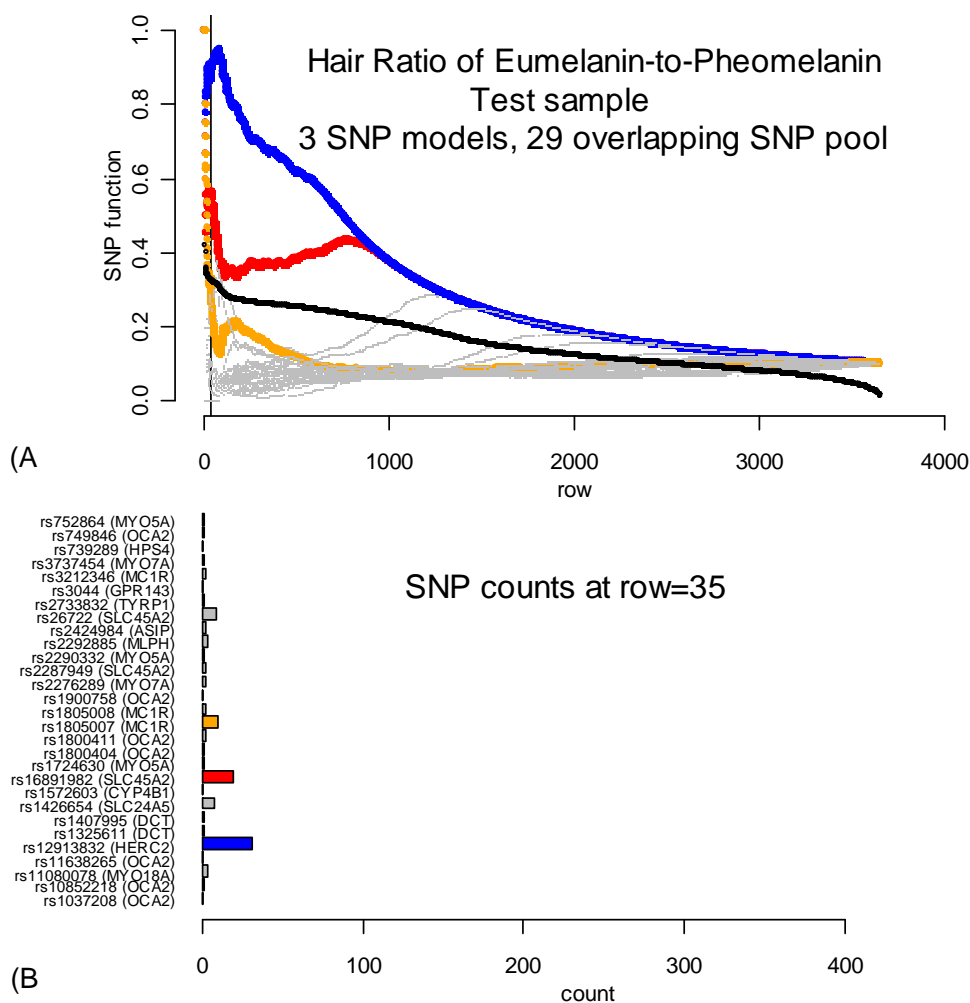 Hair Ratio of Eumelanin-to-Pheomelanin
Test sample
3 SNP models, 29 overlapping SNP pool
SNP function
1.0
0.8
0.6
0.4
0.2
0.0
0
1000
2000
3000
4000
row
(A
SNP counts at row=35
rs752864 (MYO5A)
rs749846 (OCA2)
rs739289 (HPS4)
rs3737454 (MYO7A)
rs3212346 (MC1R)
rs3044 (GPR143)
rs2733832 (TYRP1)
rs26722 (SLC45A2)
rs2424984 (ASIP)
rs2292885 (MLPH)
rs2290332 (MYO5A)
rs2287949 (SLC45A2)
rs2276289 (MYO7A)
rs1900758 (OCA2)
rs1805008 (MC1R)
rs1805007 (MC1R)
rs1800411 (OCA2)
rs1800404 (OCA2)
rs1724630 (MYO5A)
rs16891982 (SLC45A2)
rs1572603 (CYP4B1)
rs1426654 (SLC24A5)
rs1407995 (DCT)
rs1325611 (DCT)
rs12913832 (HERC2)
rs11638265 (OCA2)
rs11080078 (MYO18A)
rs10852218 (OCA2)
rs1037208 (OCA2)
0
100
200
300
400
count
(B